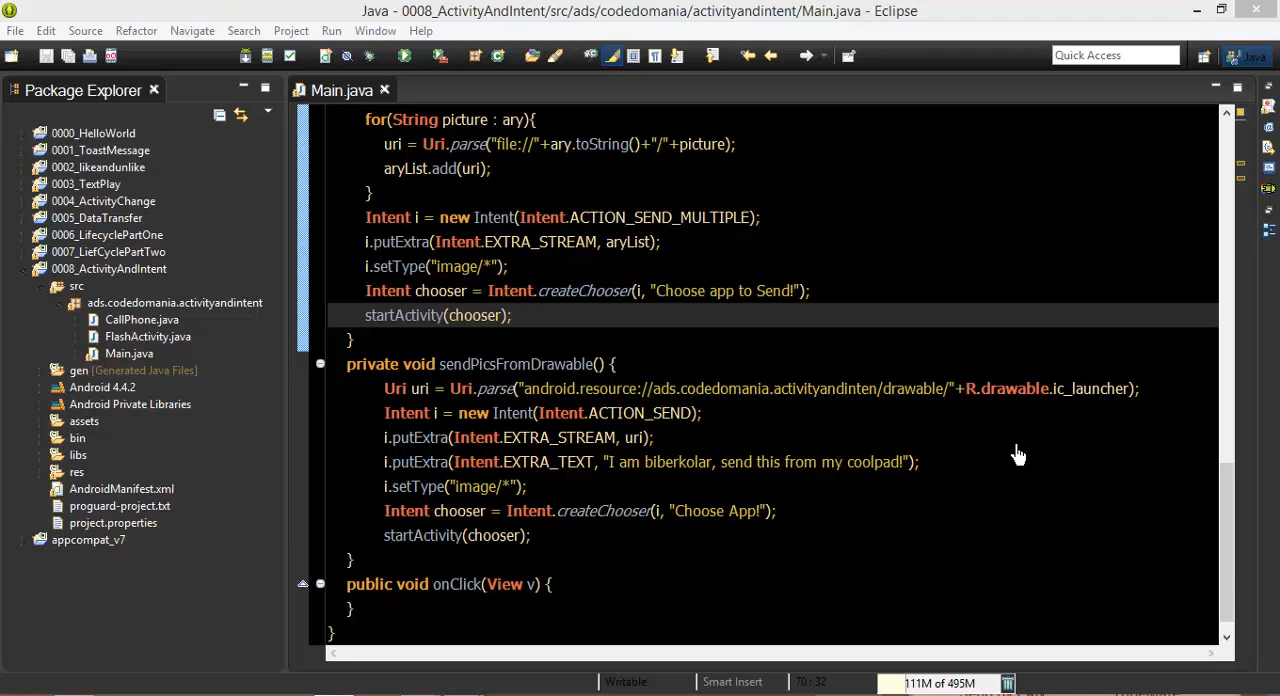 Java - 0008_ActivityAndIntent/src/ads/codedomania/activityandintent/Main.java - Eclipse
File Edit Source Refactor Navigate Search Project Run Window Help
Quick Access
Java
Package Explorer
0000_HelloWorld
0001_ToastMessage
0002_likeandunlike
0003_TextPlay
0004_ActivityChange
0005_DataTransfer
0006_LifecyclePartOne
0007_LiefCyclePartTwo
0008_ActivityAndIntent
src
ads.codedomania.activityandintent
CallPhone.java
FlashActivity.java
Main.java
gen [Generated Java Files]
Android 4.4.2
Android Private Libraries
assets
bin
libs
res
AndroidManifest.xml
proguard-project.txt
project.properties
appcompat_v7
Main.java
for(String picture : ary){
uri = Uri.parse("file://"+ary.toString()+"/"+picture);
aryList.add(uri);
}
Intent i = new Intent(Intent.ACTION_SEND_MULTIPLE);
i.putExtra(Intent.EXTRA_STREAM, aryList);
i.setType("image/*");
Intent chooser = Intent.createChooser(i, "Choose app to Send!");
startActivity(chooser);
}
private void sendPicsFromDrawable() {
Uri uri = Uri.parse("android.resource://ads.codedomania.activityandinten/drawable/"+R.drawable.ic_launcher);
Intent i = new Intent(Intent.ACTION_SEND);
i.putExtra(Intent.EXTRA_STREAM, uri);
i.putExtra(Intent.EXTRA_TEXT, "I am biberkolar, send this from my coolpad!");
i.setType("image/*");
Intent chooser = Intent.createChooser(i, "Choose App!");
startActivity(chooser);
}
public void onClick(View v) {
}
}
Writable Smart Insert 70 : 32 111M of 495M